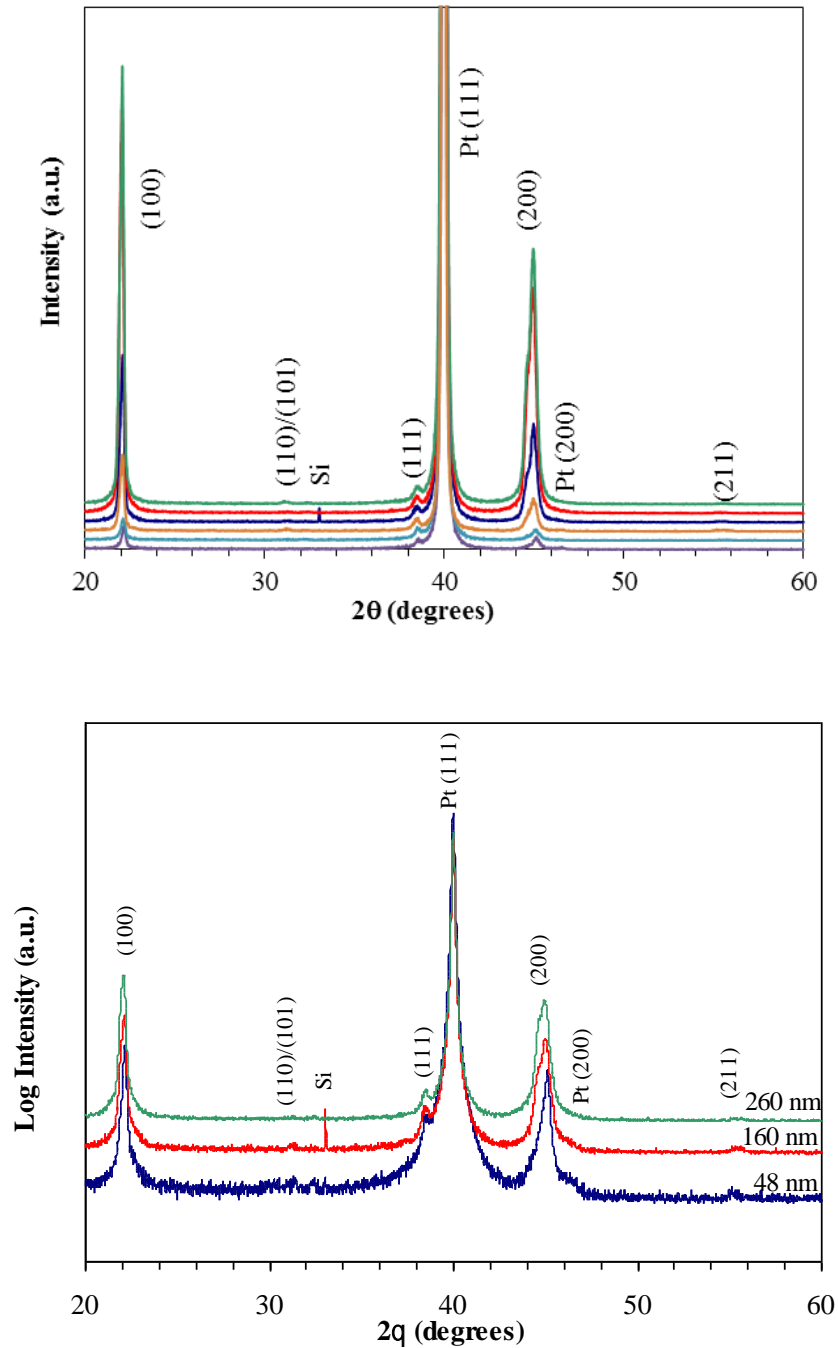 Intensity (a.u.)
(100)
(110)/(101)
Si
(111)
Pt (111)
(200)
Pt (200)
(211)
20 30 40 50 60
2θ (degrees)
Log Intensity (a.u.)
(100)
(110)/(101)
Si
(111)
Pt (111)
(200)
Pt (200)
(211)
260 nm
160 nm
48 nm
20 30 40 50 60
2q (degrees)